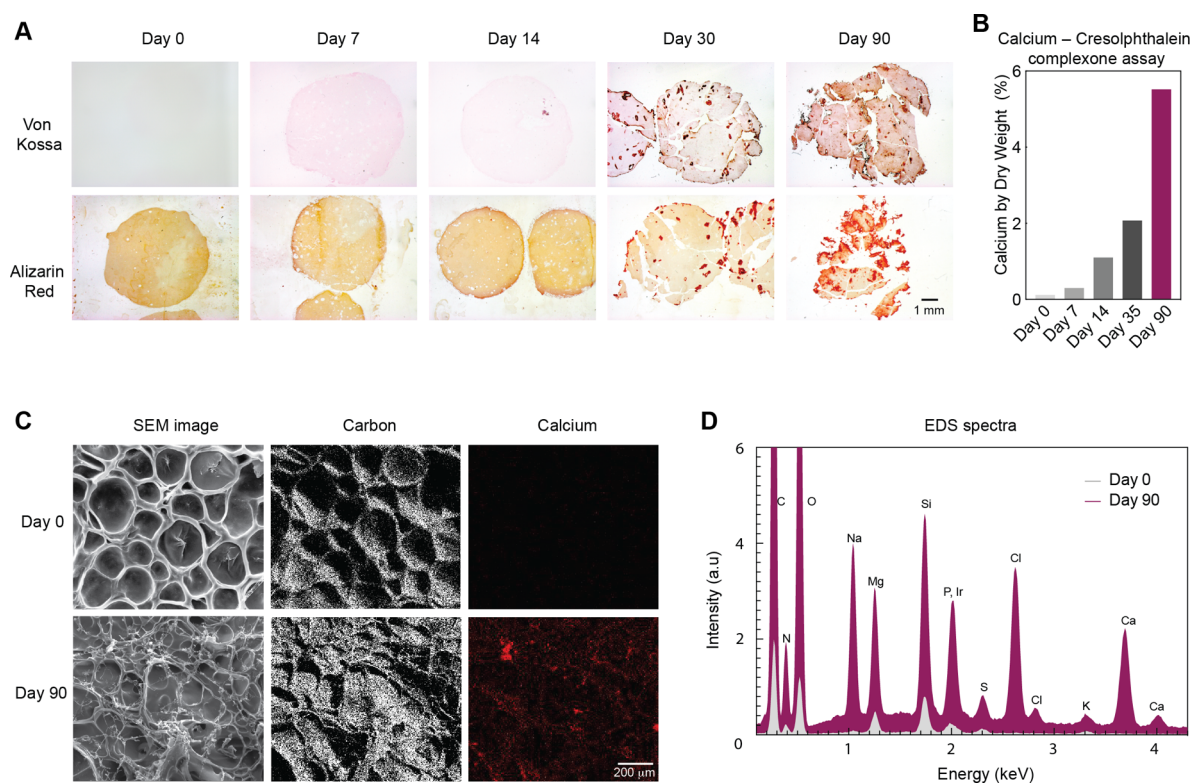 A
Day 0
Day 7
Day 14
Day 30
Day 90
Von
Kossa
Alizarin
Red
1 mm
B
Calcium – Cresolphthalein
complexone assay
Calcium by Dry Weight (%)
6
4
2
0
Day 0
Day 7
Day 14
Day 35
Day 90
C
SEM image
Carbon
Calcium
Day 0
Day 90
200 μm
D
EDS spectra
Intensity (a.u)
6
4
2
0
Day 0
Day 90
C
O
N
Na
Mg
Si
P, Ir
S
Cl
Cl
K
Ca
Ca
1
2
3
4
Energy (keV)